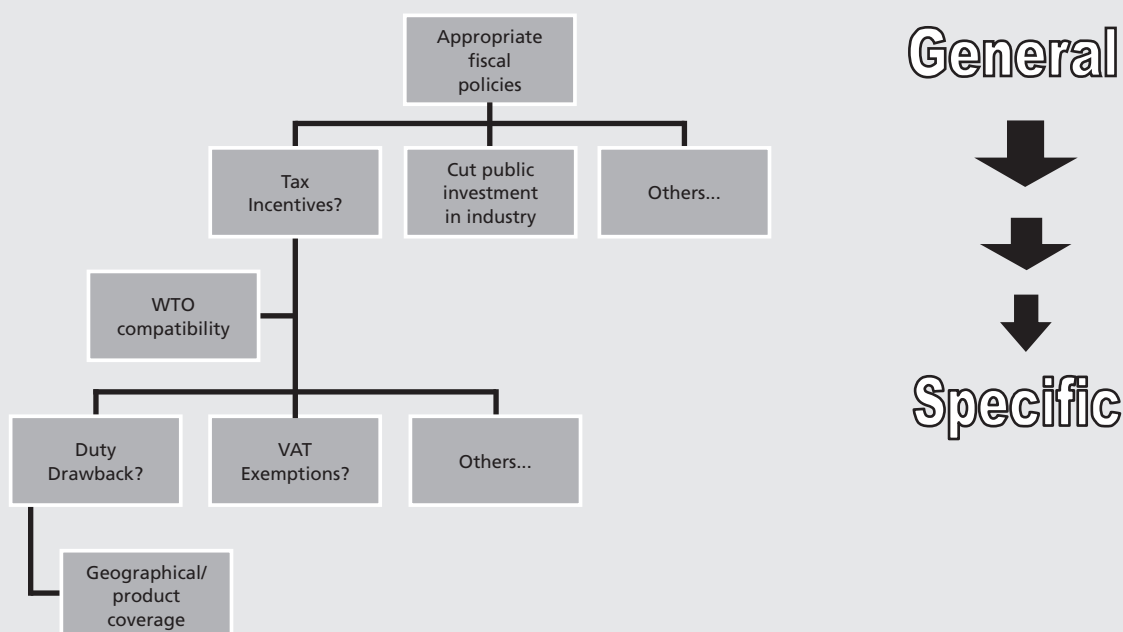 Appropriate
fiscal
policies
General
Tax
Incentives?
Cut public
investment
in industry
Others...
WTO
compatibility
Specific
Duty
Drawback?
VAT
Exemptions?
Others...
Geographical/
product
coverage